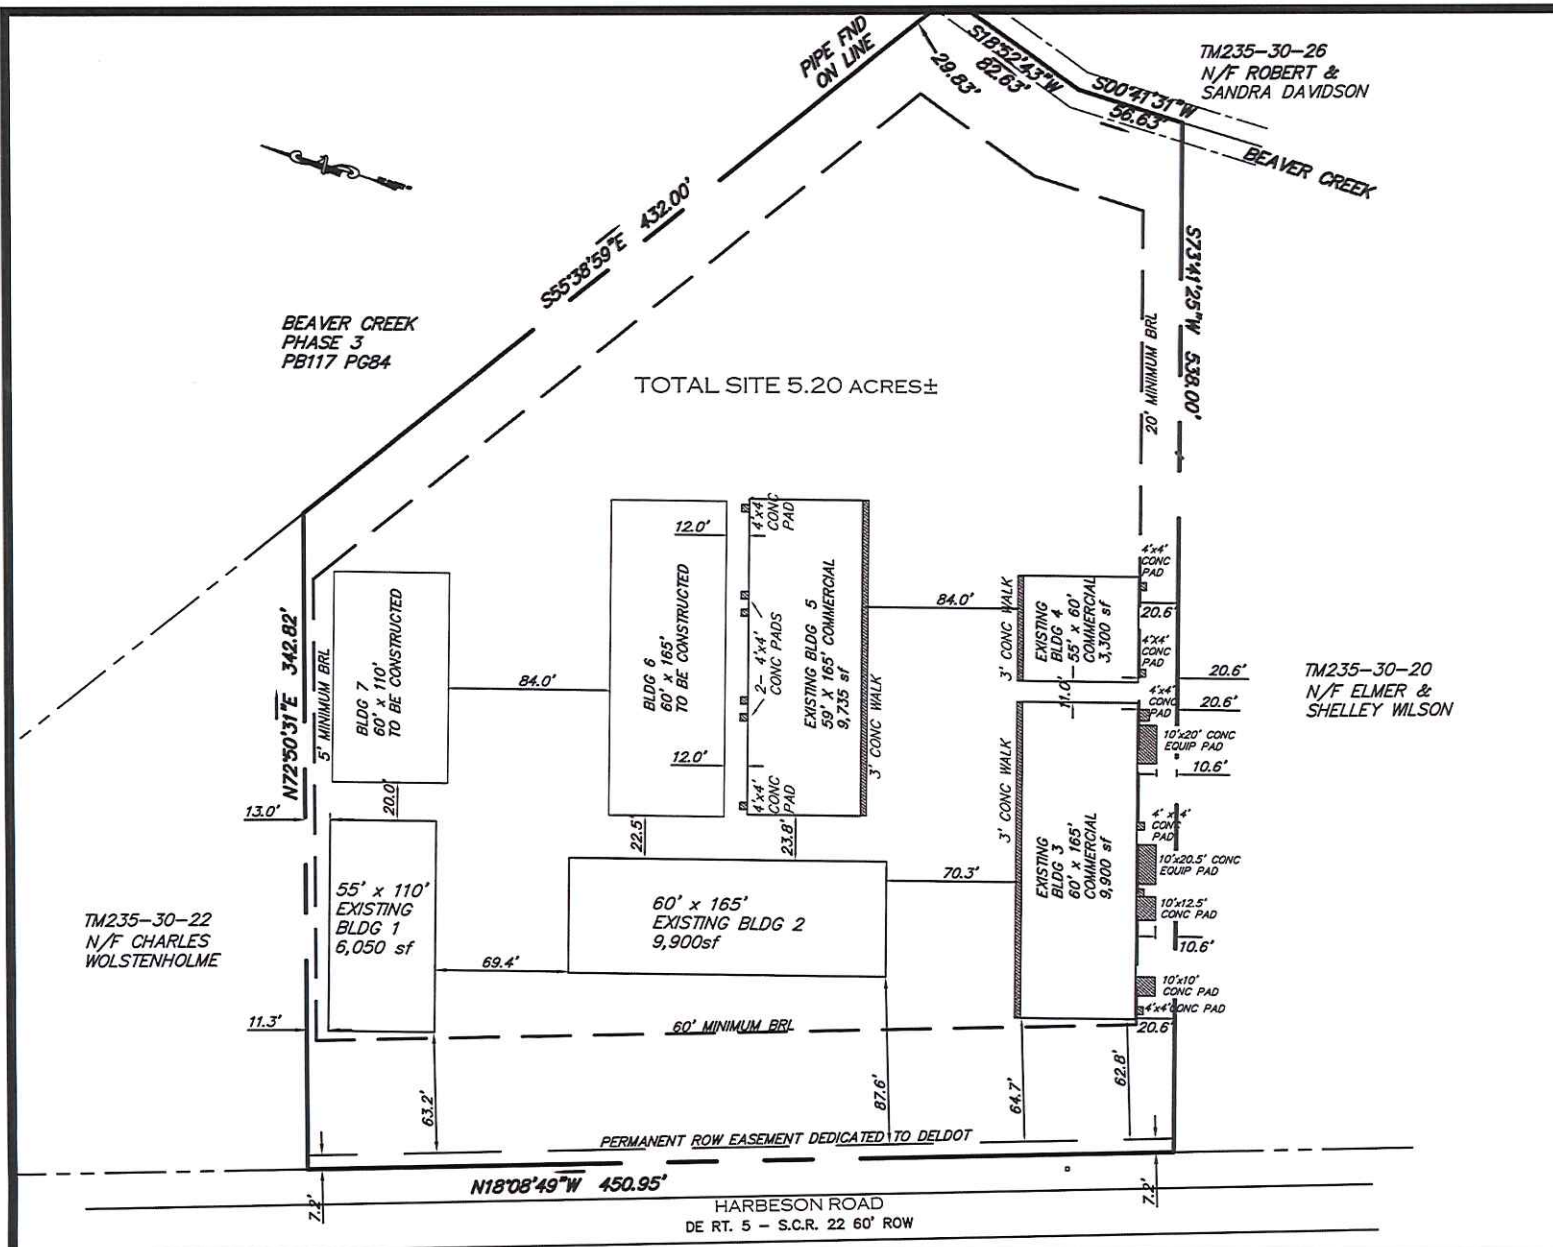 PIPE FND
ON LINE
29.83'
S18°52'43"W
82.63'
S00°41'31"W
56.63'
TM235-30-26
N/F ROBERT &
SANDRA DAVIDSON
BEAVER CREEK
S55°38'59"E 432.00'
BEAVER CREEK
PHASE 3
PB117 PG84
TOTAL SITE 5.20 ACRES±
S73°41'25"W 538.00'
20' MINIMUM BRL
N72°50'31"E 342.82'
5' MINIMUM BRL
BLDG 7
60' x 110'
TO BE CONSTRUCTED
84.0'
BLDG 6
60' x 165'
TO BE CONSTRUCTED
12.0'
12.0'
4'x4'
CONC
PAD
2- 4'x4'
CONC PADS
4'x4'
CONC
PAD
EXISTING BLDG 5
59' X 165' COMMERCIAL
9,735 sf
3' CONC WALK
84.0'
3' CONC WALK
EXISTING
BLDG 4
55' x 60'
COMMERCIAL
3,300 sf
11.0'
4'x4'
CONC
PAD
20.6'
4'x4'
CONC
PAD
20.6'
4'x4'
CONC
PAD
20.6'
TM235-30-20
N/F ELMER &
SHELLEY WILSON
10'x20' CONC
EQUIP PAD
10.6'
3' CONC WALK
EXISTING
BLDG 3
60' x 165'
COMMERCIAL
9,900 sf
4' x 4'
CONC
PAD
10'x20.5' CONC
EQUIP PAD
10'x12.5'
CONC PAD
10.6'
10'x10'
CONC PAD
4'x4'CONC PAD
20.6'
13.0'
20.0'
22.5'
23.8'
70.3'
55' x 110'
EXISTING
BLDG 1
6,050 sf
60' x 165'
EXISTING BLDG 2
9,900sf
69.4'
TM235-30-22
N/F CHARLES
WOLSTENHOLME
11.3'
60' MINIMUM BRL
63.2'
87.6'
64.7'
62.8'
PERMANENT ROW EASEMENT DEDICATED TO DELDOT
N18°08'49"W 450.95'
7.2'
7.2'
HARBESON ROAD
DE RT. 5 - S.C.R. 22 60' ROW